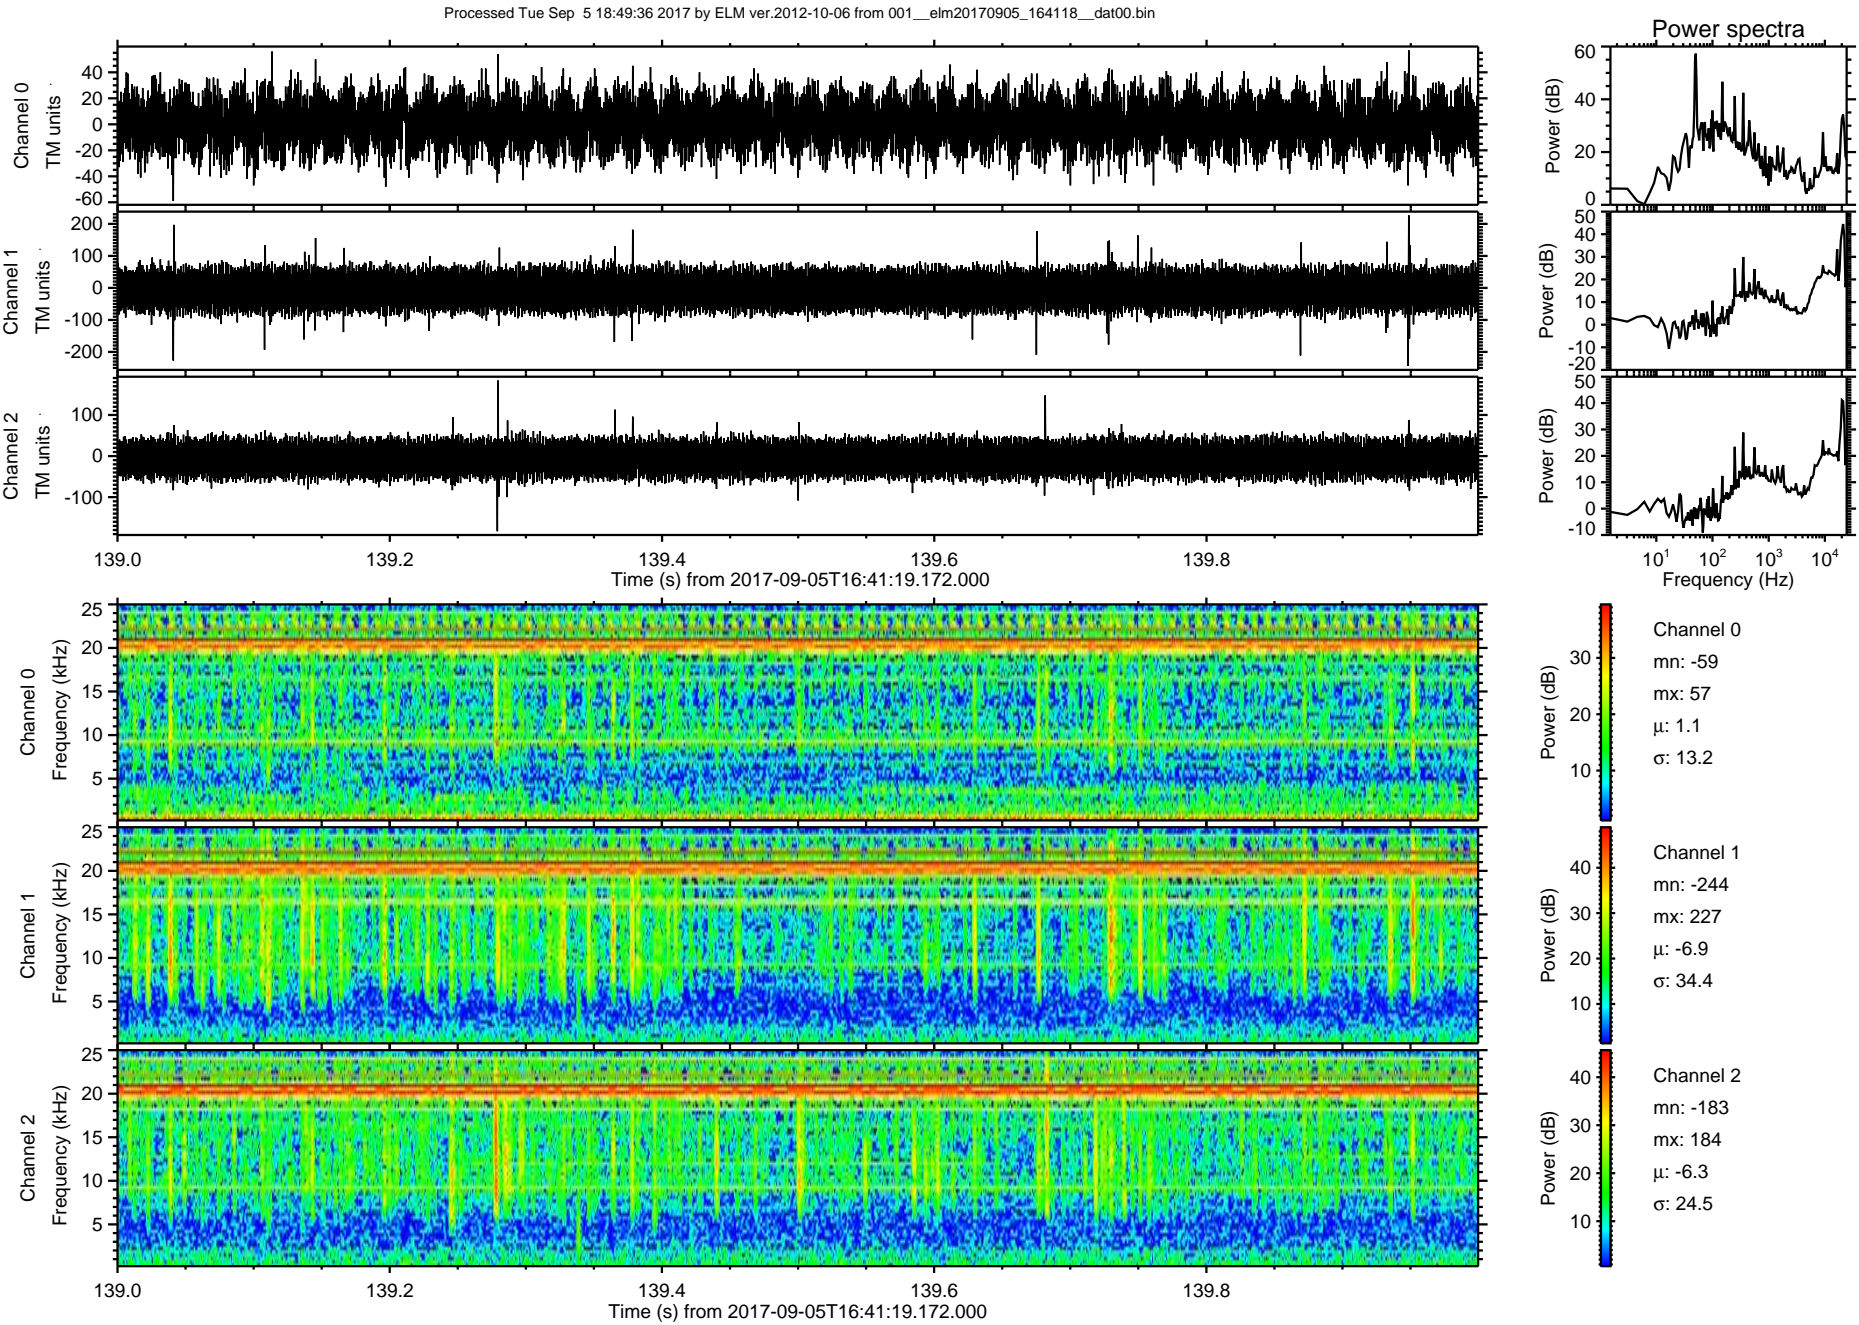 Processed Tue Sep  5 18:49:36 2017 by ELM ver.2012-10-06 from 001__elm20170905_164118__dat00.bin
Power spectra
Channel 0
TM units
40
20
0
-20
-40
-60
Power (dB)
60
40
20
0
Channel 1
TM units
200
100
0
-100
-200
Power (dB)
50
40
30
20
10
0
-10
-20
Channel 2
TM units
100
0
-100
Power (dB)
50
40
30
20
10
0
-10
139.0 139.2 139.4 139.6 139.8
Time (s) from 2017-09-05T16:41:19.172.000
10^1 10^2 10^3 10^4
Frequency (Hz)
Channel 0
Frequency (kHz)
25
20
15
10
5
Power (dB)
30
20
10
Channel 0
mn: -59
mx: 57
μ: 1.1
σ: 13.2
Channel 1
Frequency (kHz)
25
20
15
10
5
Power (dB)
40
30
20
10
Channel 1
mn: -244
mx: 227
μ: -6.9
σ: 34.4
Channel 2
Frequency (kHz)
25
20
15
10
5
Power (dB)
40
30
20
10
Channel 2
mn: -183
mx: 184
μ: -6.3
σ: 24.5
139.0 139.2 139.4 139.6 139.8
Time (s) from 2017-09-05T16:41:19.172.000